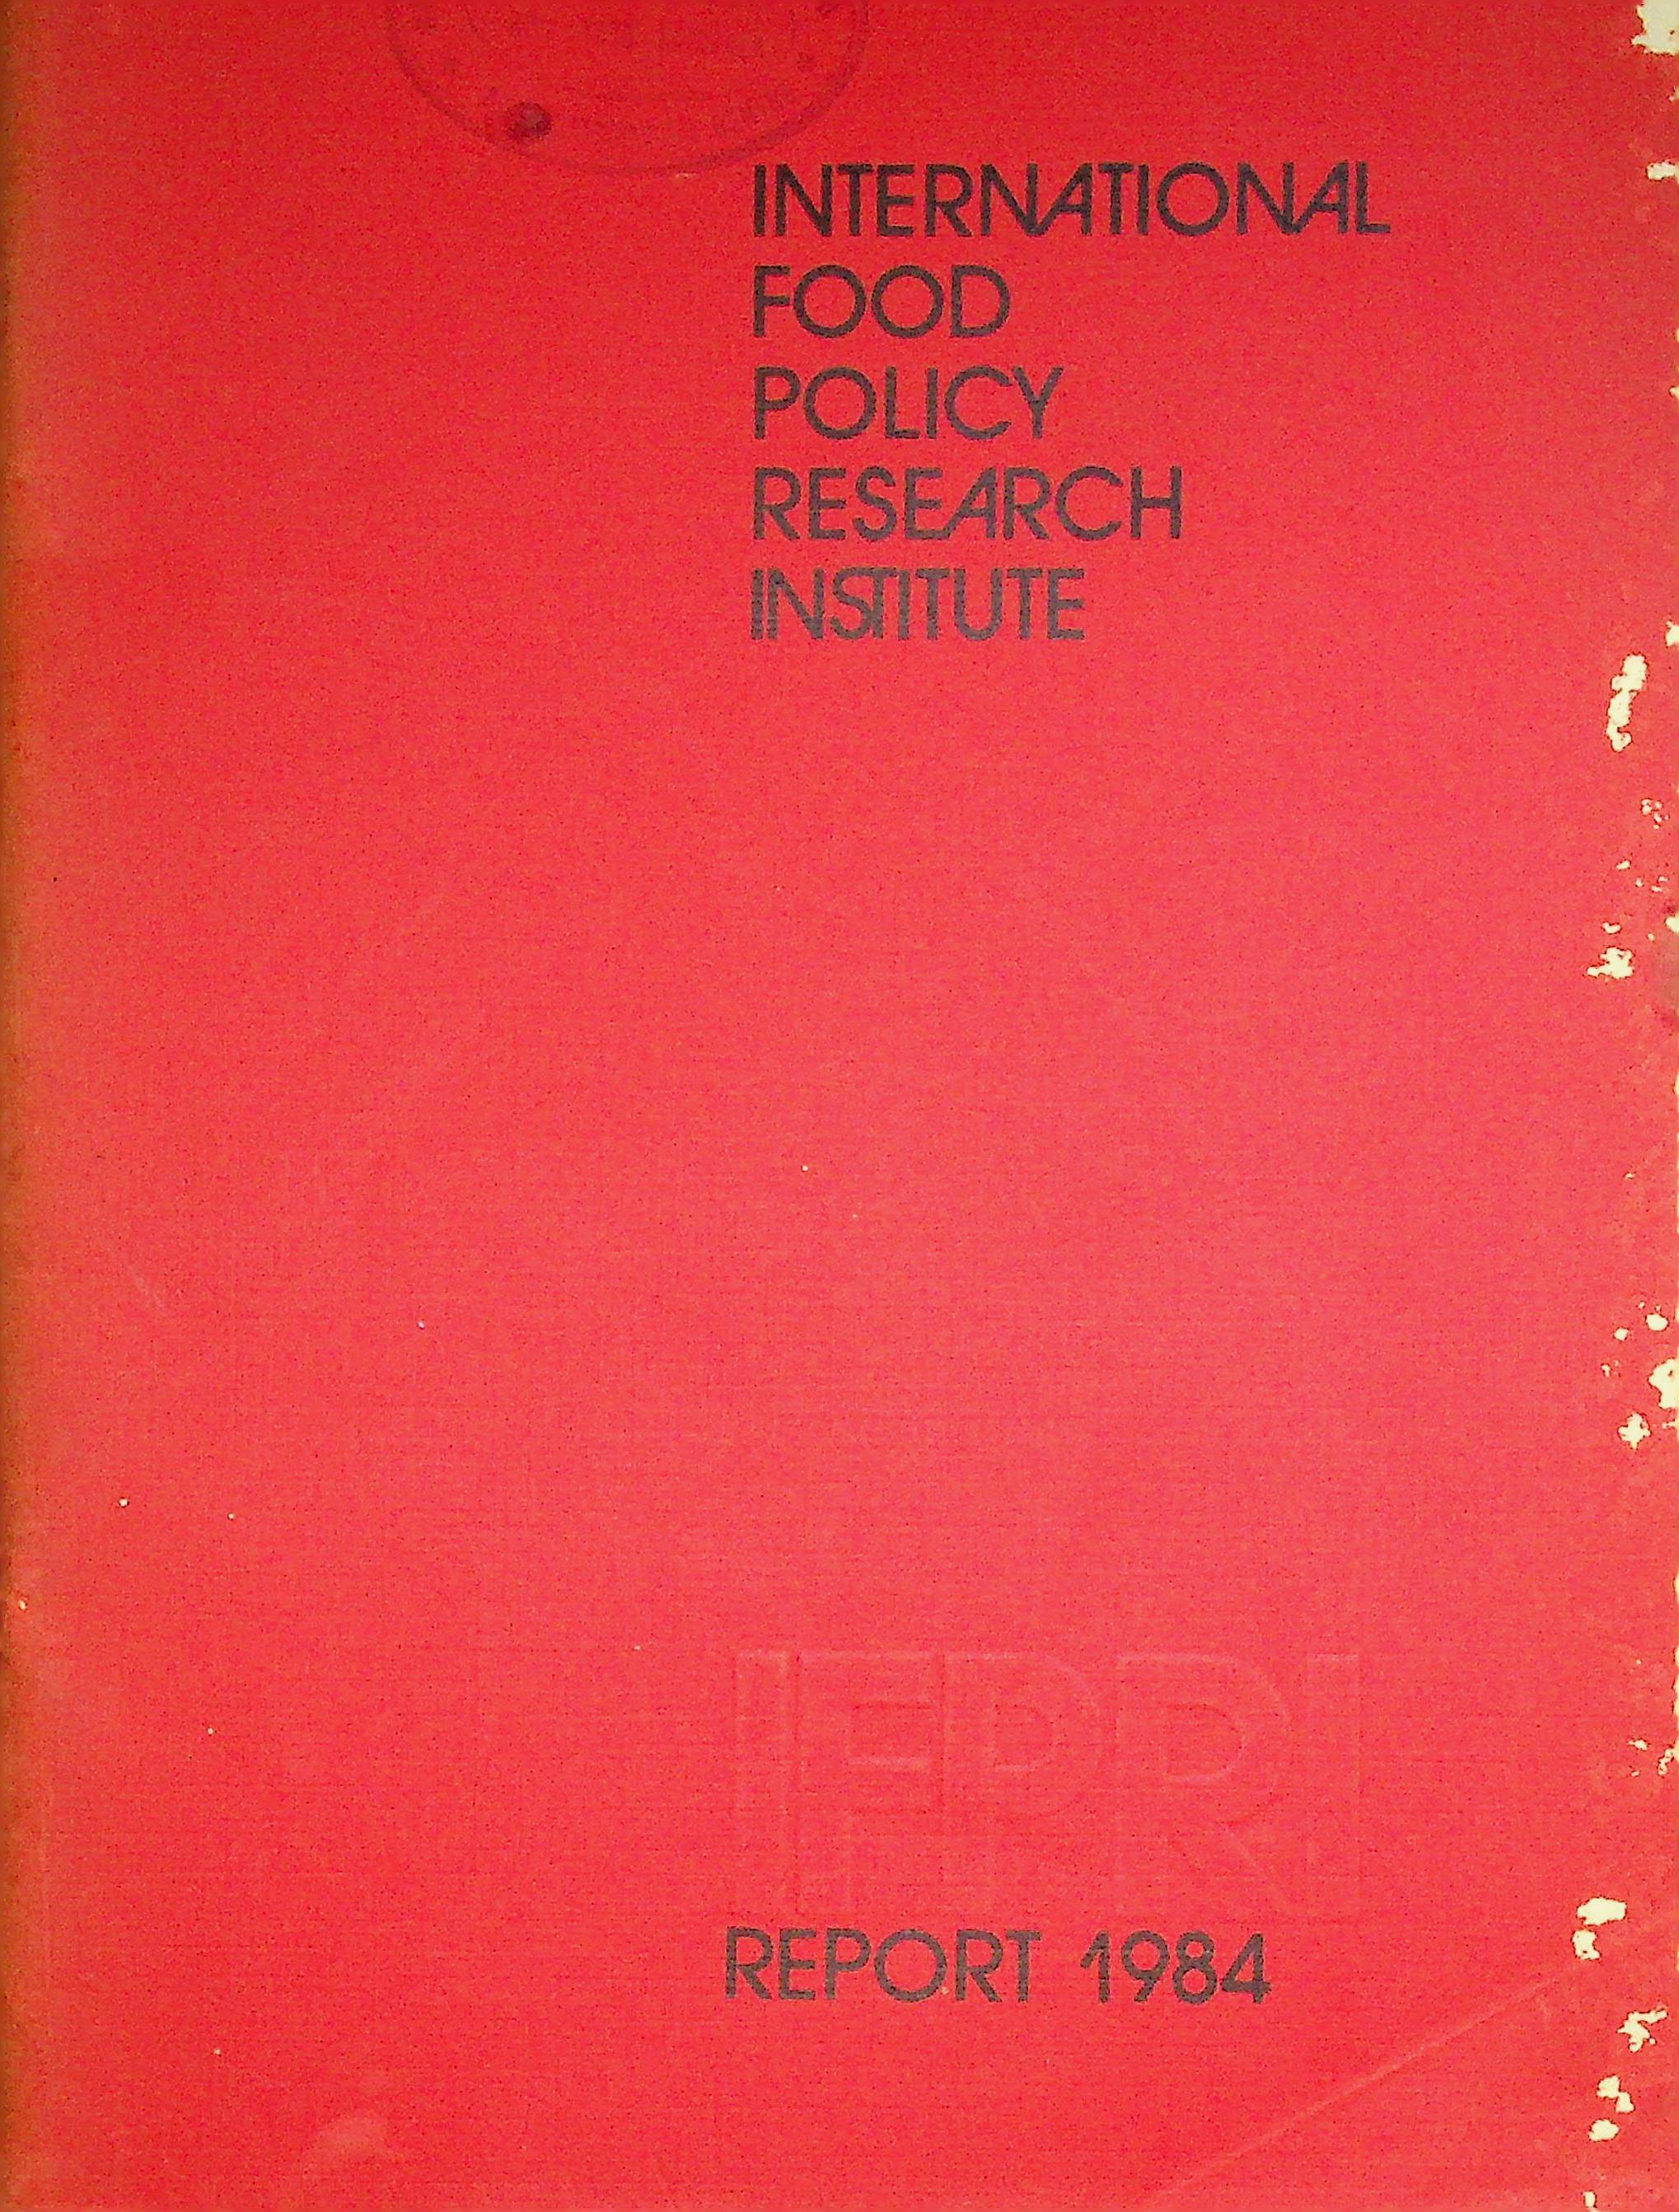 INTERNATIONAL
FOOD
POLICY
RESEARCH
INSTITUTE
IFPRI
REPORT 1984